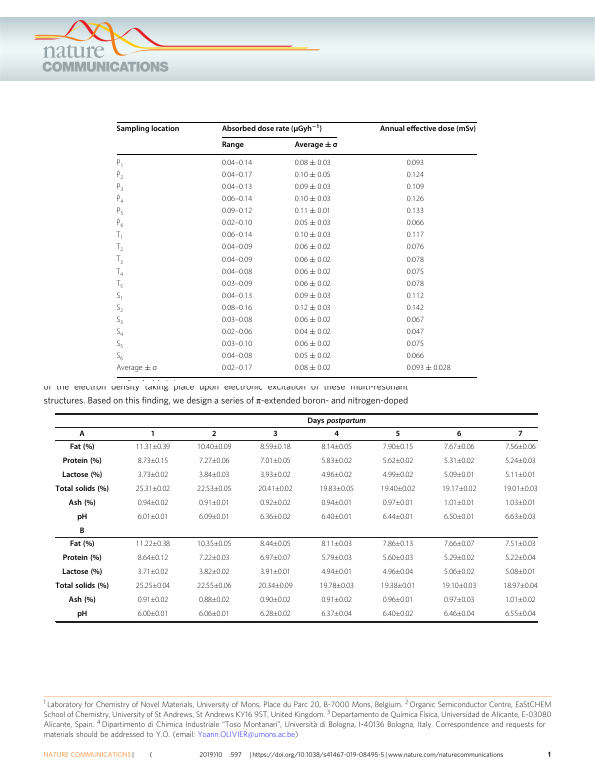 nature
COMMUNICATIONS
Sampling location Absorbed dose rate (μGyh−1) Annual effective dose (mSv)
Range Average ± σ
P1 0.04–0.14 0.08 ± 0.03 0.093
P2 0.04–0.17 0.10 ± 0.05 0.124
P3 0.04–0.13 0.09 ± 0.03 0.109
P4 0.06–0.14 0.10 ± 0.03 0.126
P5 0.09–0.12 0.11 ± 0.01 0.133
P6 0.02–0.10 0.05 ± 0.03 0.066
T1 0.06–0.14 0.10 ± 0.03 0.117
T2 0.04–0.09 0.06 ± 0.02 0.076
T3 0.04–0.09 0.06 ± 0.02 0.078
T4 0.04–0.08 0.06 ± 0.02 0.075
T5 0.03–0.09 0.06 ± 0.02 0.078
S1 0.04–0.13 0.09 ± 0.03 0.112
S2 0.08–0.16 0.12 ± 0.03 0.142
S3 0.03–0.08 0.06 ± 0.02 0.067
S4 0.02–0.06 0.04 ± 0.02 0.047
S5 0.03–0.10 0.06 ± 0.02 0.075
S6 0.04–0.08 0.05 ± 0.02 0.066
Average ± σ 0.02–0.17 0.08 ± 0.02 0.093 ± 0.028
of the electron density taking place upon electronic excitation of these multi-resonant
structures. Based on this finding, we design a series of π-extended boron- and nitrogen-doped
Days postpartum
A 1 2 3 4 5 6 7
Fat (%) 11.31±0.39 10.40±0.09 8.59±0.18 8.14±0.05 7.90±0.15 7.67±0.06 7.56±0.06
Protein (%) 8.73±0.15 7.27±0.06 7.01±0.05 5.83±0.02 5.62±0.02 5.31±0.02 5.24±0.03
Lactose (%) 3.73±0.02 3.84±0.03 3.93±0.02 4.96±0.02 4.99±0.02 5.09±0.01 5.11±0.01
Total solids (%) 25.31±0.02 22.53±0.05 20.41±0.02 19.83±0.05 19.40±0.02 19.17±0.02 19.01±0.03
Ash (%) 0.94±0.02 0.91±0.01 0.92±0.02 0.94±0.01 0.97±0.01 1.01±0.01 1.03±0.01
pH 6.01±0.01 6.09±0.01 6.36±0.02 6.40±0.01 6.44±0.01 6.50±0.01 6.63±0.03
B
Fat (%) 11.22±0.38 10.35±0.05 8.44±0.05 8.11±0.03 7.86±0.13 7.66±0.07 7.51±0.03
Protein (%) 8.64±0.12 7.22±0.03 6.97±0.07 5.79±0.03 5.60±0.03 5.29±0.02 5.22±0.04
Lactose (%) 3.71±0.02 3.82±0.02 3.91±0.01 4.94±0.01 4.96±0.04 5.06±0.02 5.08±0.01
Total solids (%) 25.25±0.04 22.55±0.06 20.34±0.09 19.78±0.03 19.38±0.01 19.10±0.03 18.97±0.04
Ash (%) 0.91±0.02 0.88±0.02 0.90±0.02 0.91±0.02 0.96±0.01 0.97±0.03 1.01±0.02
pH 6.00±0.01 6.06±0.01 6.28±0.02 6.37±0.04 6.40±0.02 6.46±0.04 6.55±0.04
1 Laboratory for Chemistry of Novel Materials, University of Mons, Place du Parc 20, B-7000 Mons, Belgium. 2 Organic Semiconductor Centre, EaStCHEM
School of Chemistry, University of St Andrews, St Andrews KY16 9ST, United Kingdom. 3 Departamento de Química Física, Universidad de Alicante, E-03080
Alicante, Spain. 4 Dipartimento di Chimica Industriale "Toso Montanari", Università di Bologna, I-40136 Bologna, Italy. Correspondence and requests for
materials should be addressed to Y.O. (email: Yoann.OLIVIER@umons.ac.be)
NATURE COMMUNICATIONS | ( 2019)10 :597 | https://doi.org/10.1038/s41467-019-08495-5 | www.nature.com/naturecommunications 1